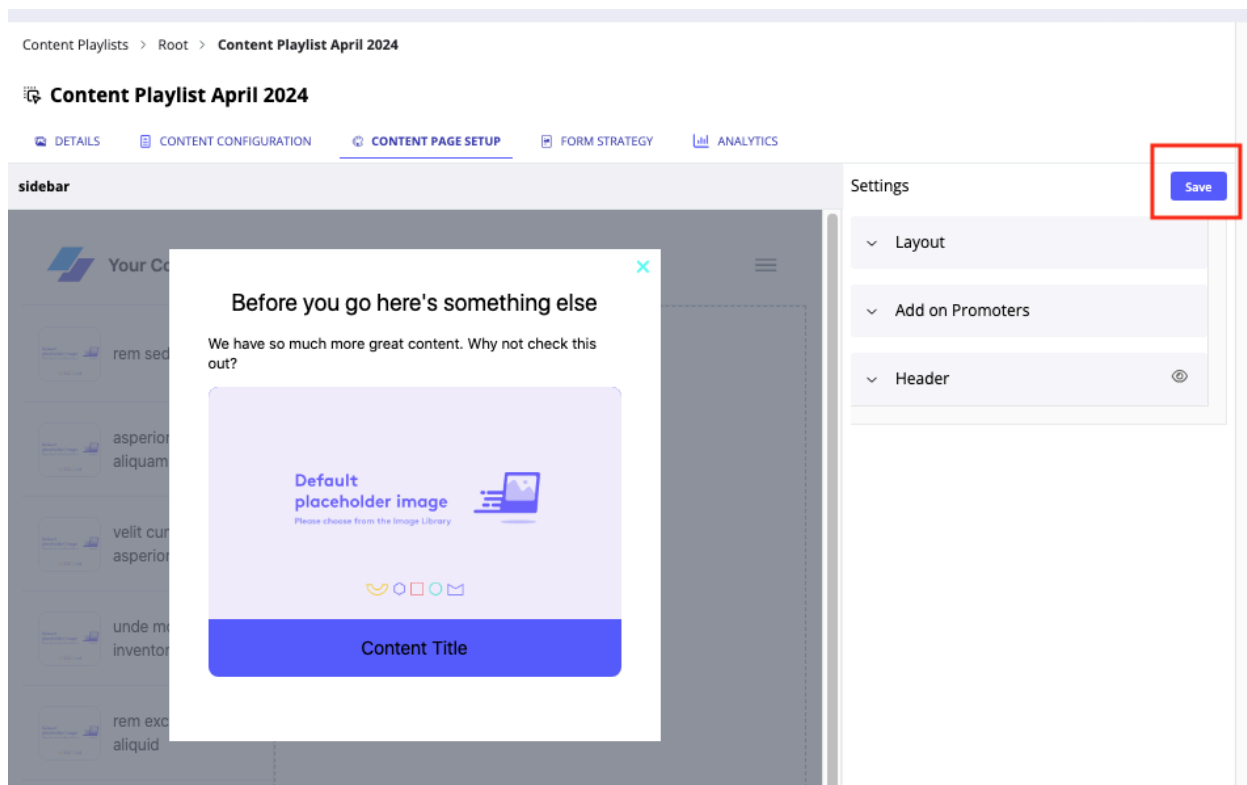 Content Playlists > Root > Content Playlist April 2024
Content Playlist April 2024
DETAILS CONTENT CONFIGURATION CONTENT PAGE SETUP FORM STRATEGY ANALYTICS
sidebar
Settings
Save
Your Co
Layout
Add on Promoters
Header
Before you go here's something else
We have so much more great content. Why not check this
out?
Default
placeholder image
Please choose from the Image Library
Content Title
rem sed
asperior
aliquam
velit cur
asperior
unde mo
inventor
rem exc
aliquid